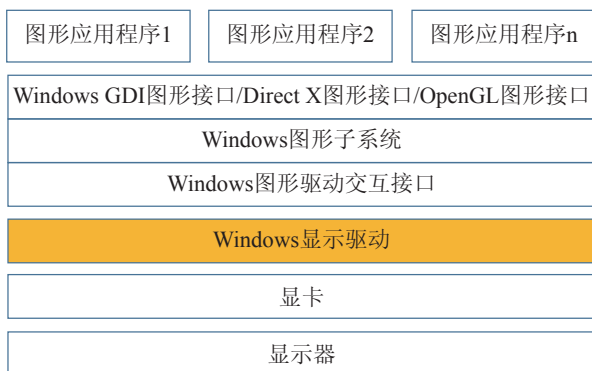 图形应用程序1 图形应用程序2 图形应用程序n
Windows GDI图形接口/Direct X图形接口/OpenGL图形接口
Windows图形子系统
Windows图形驱动交互接口
Windows显示驱动
显卡
显示器